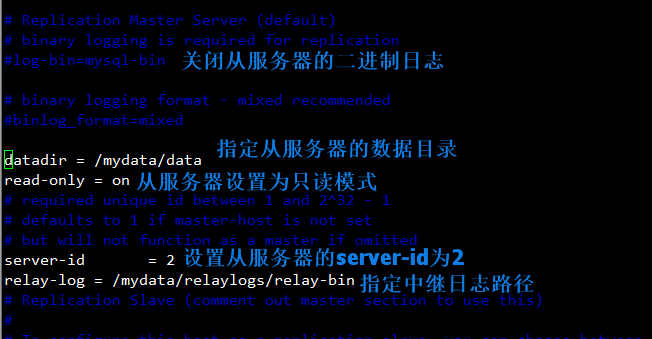 # Replication Master Server (default)
# binary logging is required for replication
#log-bin=mysql-bin 关闭从服务器的二进制日志
# binary logging format - mixed recommended
#binlog_format=mixed
datadir = /mydata/data 指定从服务器的数据目录
read-only = on 从服务器设置为只读模式
# required unique id between 1 and 2^32 - 1
# defaults to 1 if master-host is not set
# but will not function as a master if omitted
server-id = 2 设置从服务器的server-id为2
relay-log = /mydata/relaylogs/relay-bin 指定中继日志路径
# Replication Slave (comment out master section to use this)
#